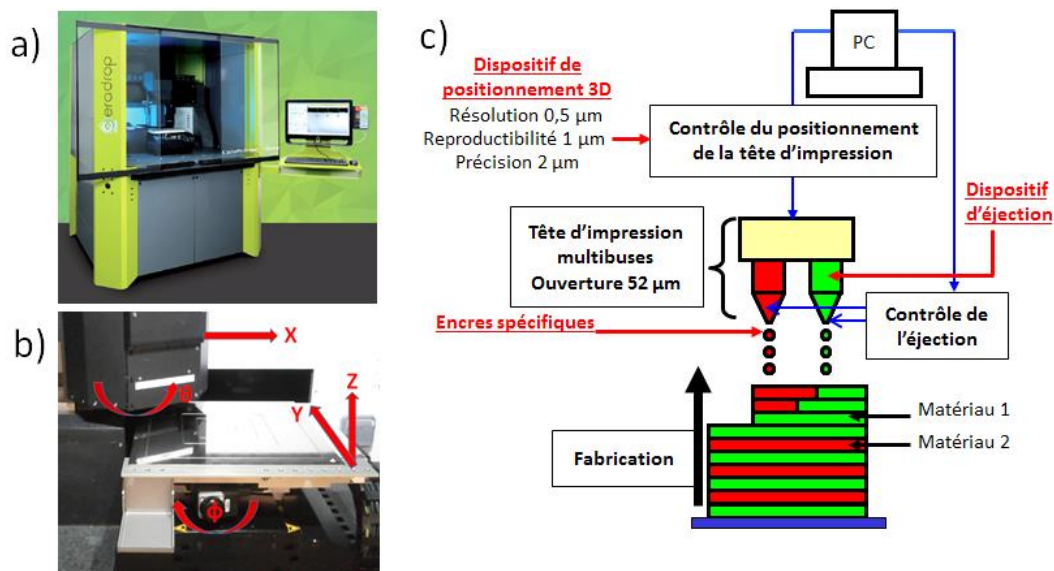 a)
ceradrop
b)
X
θ
Z
Y
Φ
c)
PC
Dispositif de
positionnement 3D
Résolution 0,5 µm
Reproductibilité 1 µm
Précision 2 µm
Contrôle du positionnement
de la tête d’impression
Dispositif
d’éjection
Tête d’impression
multibuses
Ouverture 52 µm
Encres spécifiques
Contrôle de
l’éjection
Matériau 1
Matériau 2
Fabrication